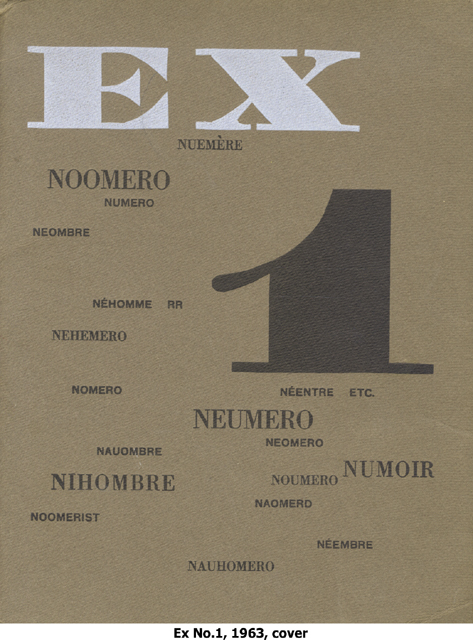 EX
NUEMÈRE
NOOMERO
NUMERO
NEOMBRE
1
NÉHOMME RR
NEHEMERO
NOMERO
NÉENTRE ETC.
NEUMERO
NEOMERO
NAUOMBRE
NUMOIR
NIHOMBRE
NOUMERO
NAOMERD
NOOMERIST
NÉEMBRE
NAUHOMERO
Ex No.1, 1963, cover